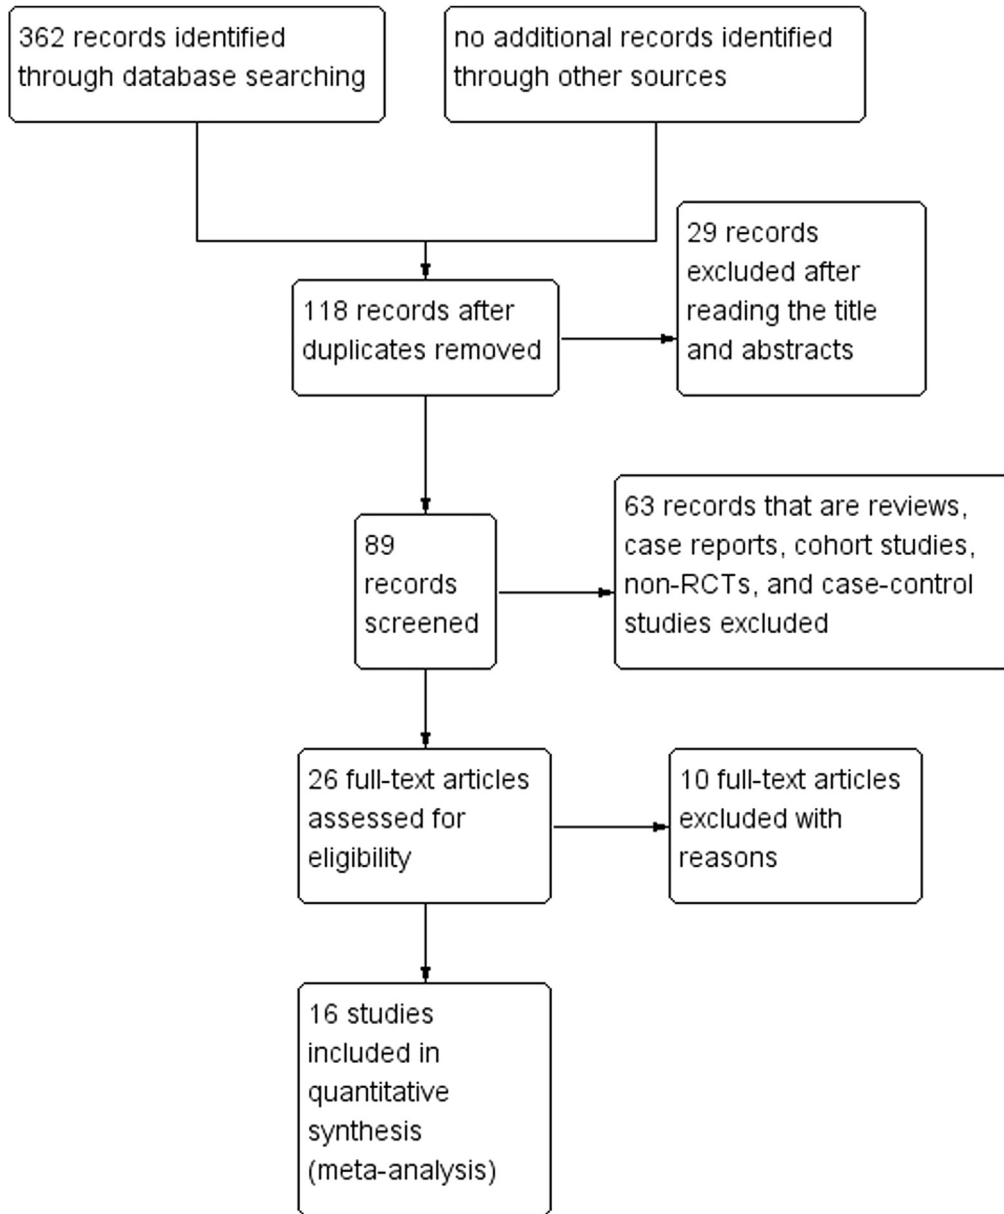 362 records identified
through database searching
no additional records identified
through other sources
29 records
excluded after
reading the title
and abstracts
118 records after
duplicates removed
89
records
screened
63 records that are reviews,
case reports, cohort studies,
non-RCTs, and case-control
studies excluded
26 full-text articles
assessed for
eligibility
10 full-text articles
excluded with
reasons
16 studies
included in
quantitative
synthesis
(meta-analysis)